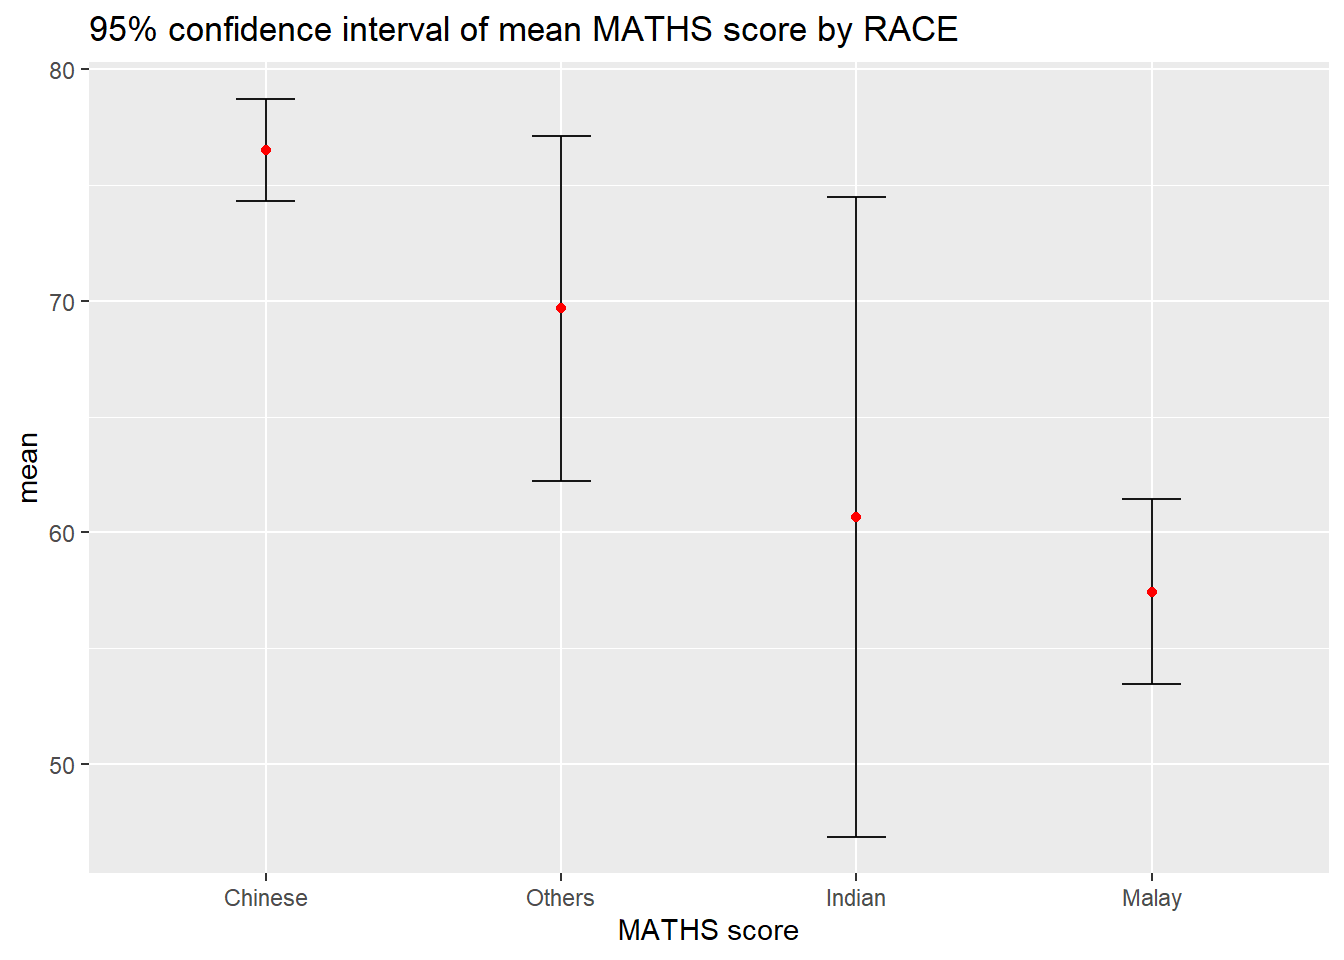 95% confidence interval of mean MATHS score by RACE
80
70
60
50
mean
Chinese Others Indian Malay
MATHS score